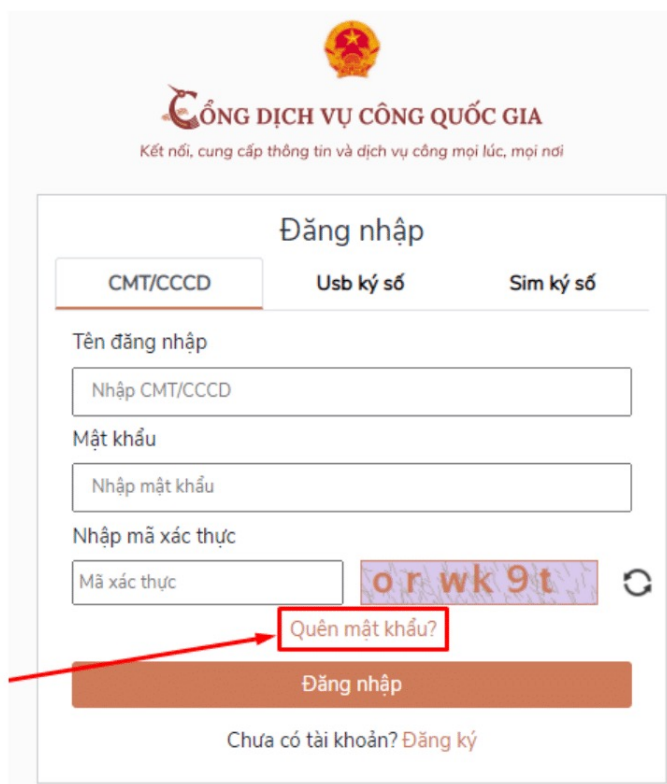 CỔNG DỊCH VỤ CÔNG QUỐC GIA
Kết nối, cung cấp thông tin và dịch vụ công mọi lúc, mọi nơi
Đăng nhập
CMT/CCCD Usb ký số Sim ký số
Tên đăng nhập
Nhập CMT/CCCD
Mật khẩu
Nhập mật khẩu
Nhập mã xác thực
Mã xác thực orwk9t
Quên mật khẩu?
Đăng nhập
Chưa có tài khoản? Đăng ký